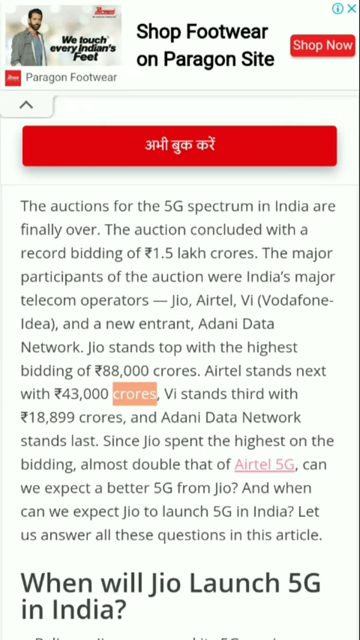 We touch
every Indian's
Feet
Shop Footwear
on Paragon Site
Shop Now
Paragon Footwear
अभी बुक करें
The auctions for the 5G spectrum in India are
finally over. The auction concluded with a
record bidding of ₹1.5 lakh crores. The major
participants of the auction were India's major
telecom operators — Jio, Airtel, Vi (Vodafone-
Idea), and a new entrant, Adani Data
Network. Jio stands top with the highest
bidding of ₹88,000 crores. Airtel stands next
with ₹43,000 crores, Vi stands third with
₹18,899 crores, and Adani Data Network
stands last. Since Jio spent the highest on the
bidding, almost double that of Airtel 5G, can
we expect a better 5G from Jio? And when
can we expect Jio to launch 5G in India? Let
us answer all these questions in this article.
When will Jio Launch 5G
in India?